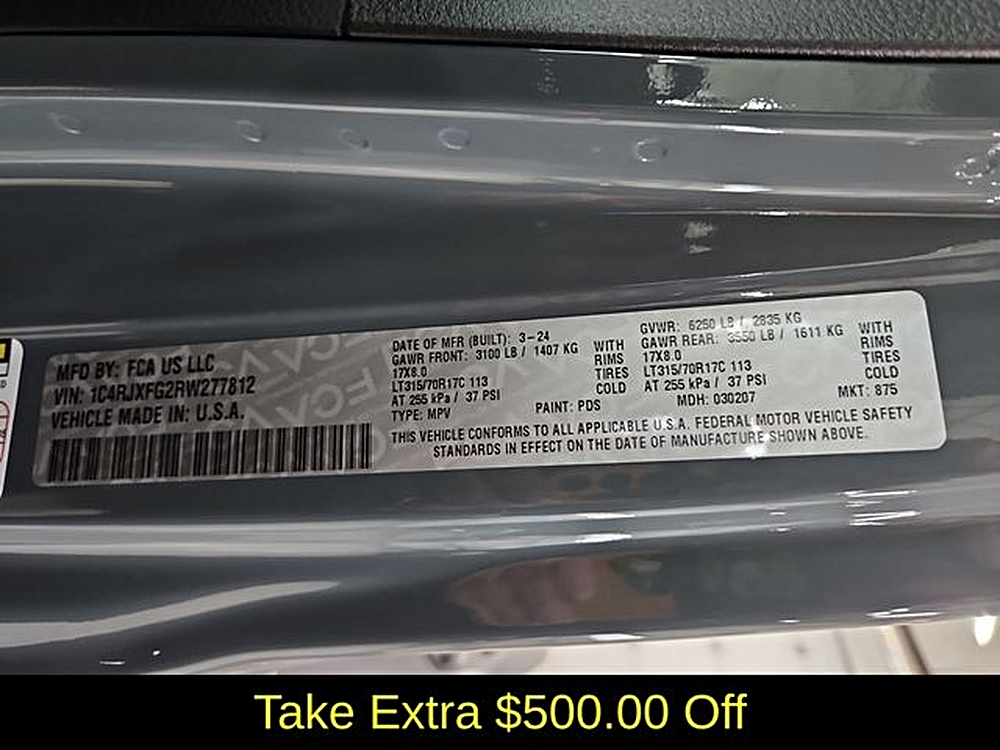 MFD BY: FCA US LLC
VIN: 1C4RJXFG2RW277812
VEHICLE MADE IN: U.S.A.
DATE OF MFR (BUILT): 3-24
GAWR FRONT: 3100 LB / 1407 KG WITH
17X8.0 RIMS
LT315/70R17C 113 TIRES
AT 255 kPa / 37 PSI COLD
TYPE: MPV PAINT: PDS
GVWR: 6250 LB / 2835 KG
GAWR REAR: 3550 LB / 1611 KG WITH
17X8.0 RIMS
LT315/70R17C 113 TIRES
AT 255 kPa / 37 PSI COLD
MDH: 030207 MKT: 875
THIS VEHICLE CONFORMS TO ALL APPLICABLE U.S.A. FEDERAL MOTOR VEHICLE SAFETY
STANDARDS IN EFFECT ON THE DATE OF MANUFACTURE SHOWN ABOVE.
Take Extra $500.00 Off